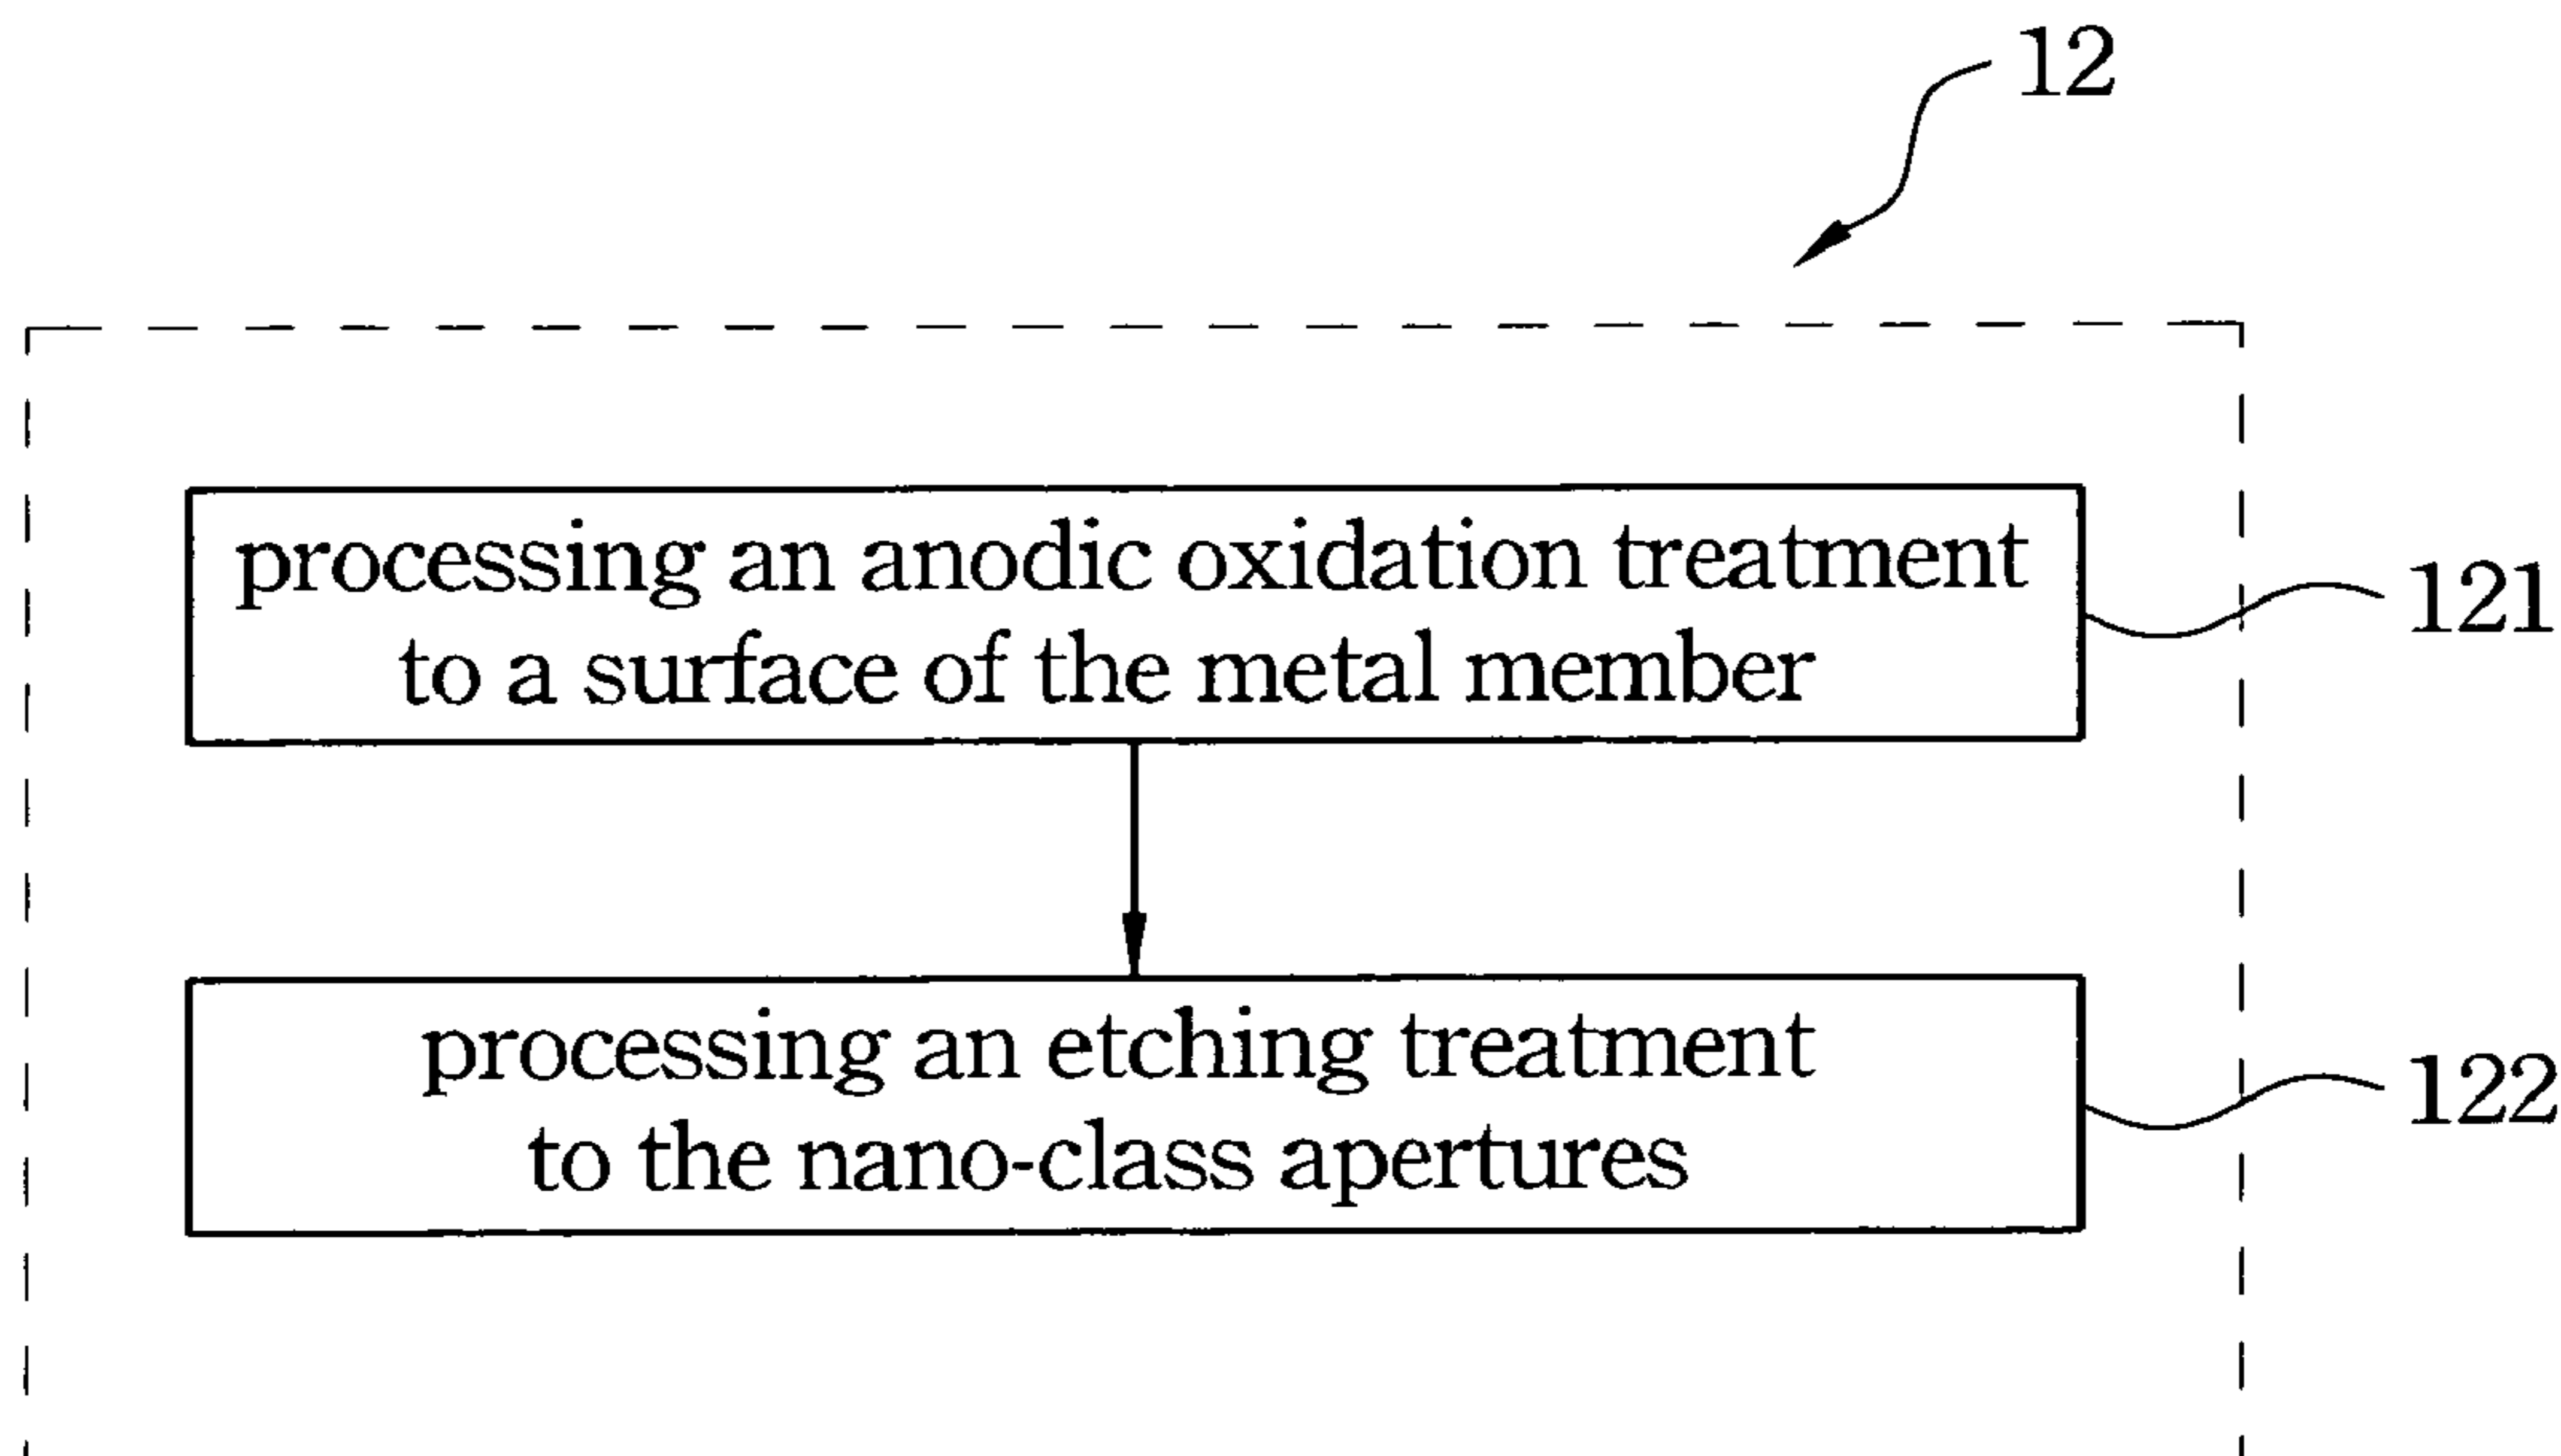 12
processing an anodic oxidation treatment
to a surface of the metal member
121
processing an etching treatment
to the nano-class apertures
122